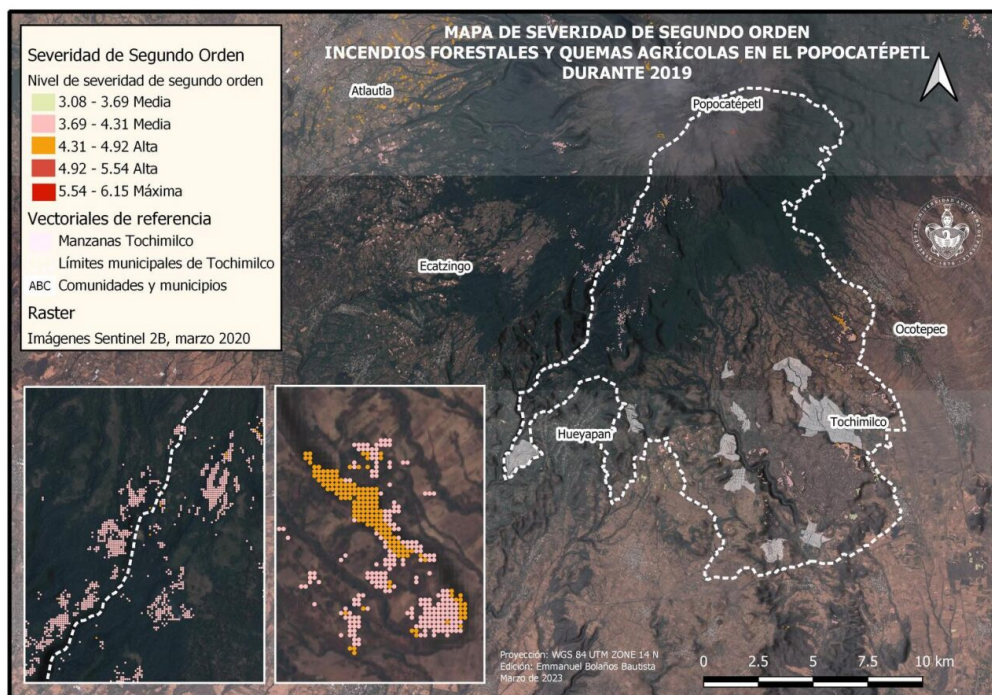 MAPA DE SEVERIDAD DE SEGUNDO ORDEN
INCENDIOS FORESTALES Y QUEMAS AGRÍCOLAS EN EL POPOCATÉPETL
DURANTE 2019
Severidad de Segundo Orden
Nivel de severidad de segundo orden
3.08 - 3.69 Media
3.69 - 4.31 Media
4.31 - 4.92 Alta
4.92 - 5.54 Alta
5.54 - 6.15 Máxima
Vectoriales de referencia
Manzanas Tochimilco
Límites municipales de Tochimilco
ABC Comunidades y municipios
Raster
Imágenes Sentinel 2B, marzo 2020
Atlautla
Popocatépetl
Ecatzingo
Ocotepec
Hueyapan
Tochimilco
Proyección: WGS 84 UTM ZONE 14 N
Edición: Emmanuel Bolaños Bautista
Marzo de 2023
0 2.5 5 7.5 10 km